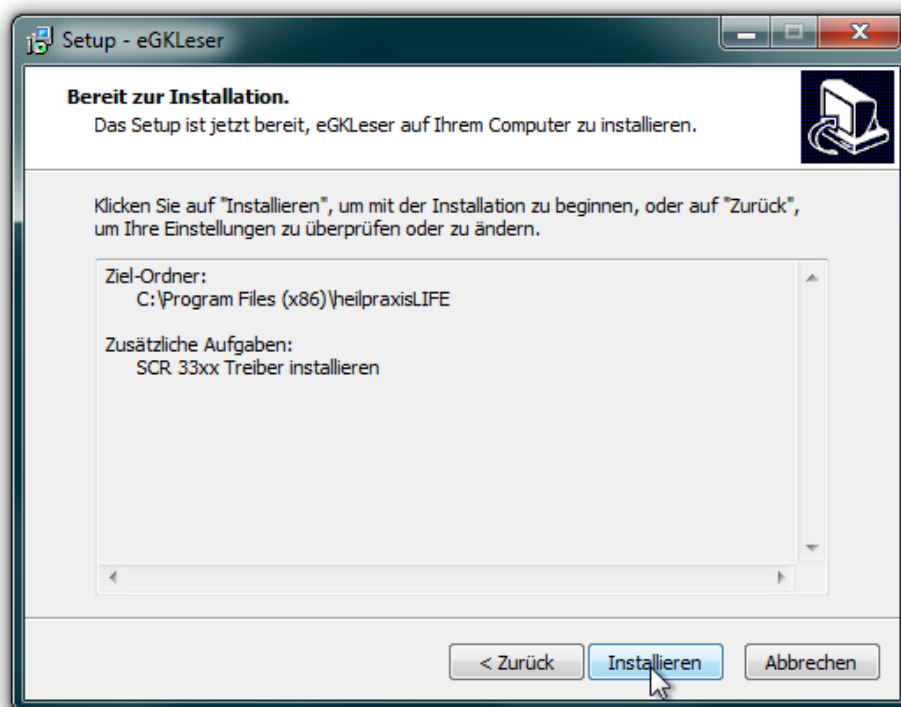 Setup - eGKLeser
Bereit zur Installation.
Das Setup ist jetzt bereit, eGKLeser auf Ihrem Computer zu installieren.
Klicken Sie auf "Installieren", um mit der Installation zu beginnen, oder auf "Zurück",
um Ihre Einstellungen zu überprüfen oder zu ändern.
Ziel-Ordner:
C:\Program Files (x86)\heilpraxisLIFE
Zusätzliche Aufgaben:
SCR 33xx Treiber installieren
< Zurück
Installieren
Abbrechen